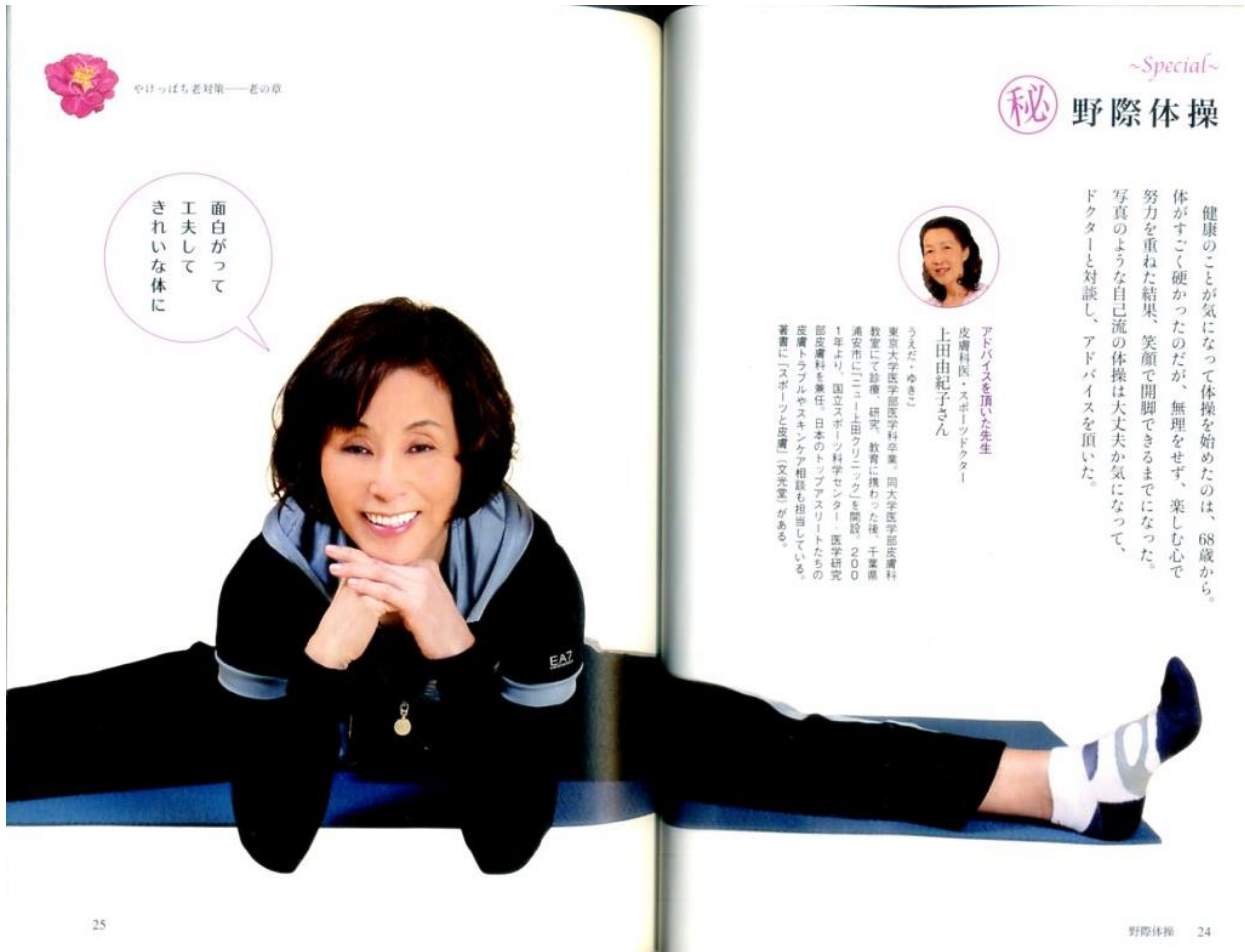 ~Special~
㊙ 野際体操
健康のことが気になって体操を始めたのは、68歳から。
体がすごく硬かったのだが、無理をせず、楽しむ心で
努力を重ねた結果、笑顔で開脚できるまでになった。
写真のような自己流の体操は大丈夫か気になって、
ドクターと対談し、アドバイスを頂いた。
アドバイスを頂いた先生
皮膚科医・スポーツドクター
上田由紀子さん
うえだ・ゆきこ
東京大学医学部医学科卒業。同大学医学部皮膚科
教室にて診療、研究、教育に携わった後、千葉県
浦安市に「ニュー上田クリニック」を開設。200
1年より、国立スポーツ科学センター・医学研究
部皮膚科を兼任。日本のトップアスリートたちの
皮膚トラブルやスキンケア相談も担当している。
著書に『スポーツと皮膚』(文光堂)がある。
野際体操 24
やけっぱち老対策——老の章
面白がって
工夫して
きれいな体に
EA7
25